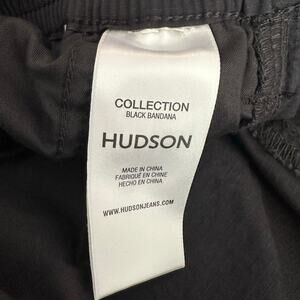 COLLECTION
BLACK BANDANA
HUDSON
MADE IN CHINA
FABRIQUÉ EN CHINE
HECHO EN CHINA
WWW.HUDSONJEANS.COM